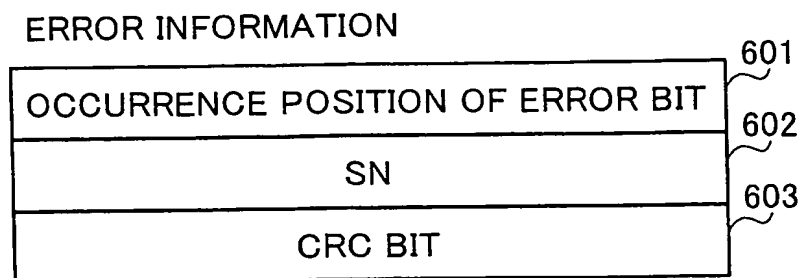 ERROR INFORMATION
601
OCCURRENCE POSITION OF ERROR BIT
602
SN
603
CRC BIT